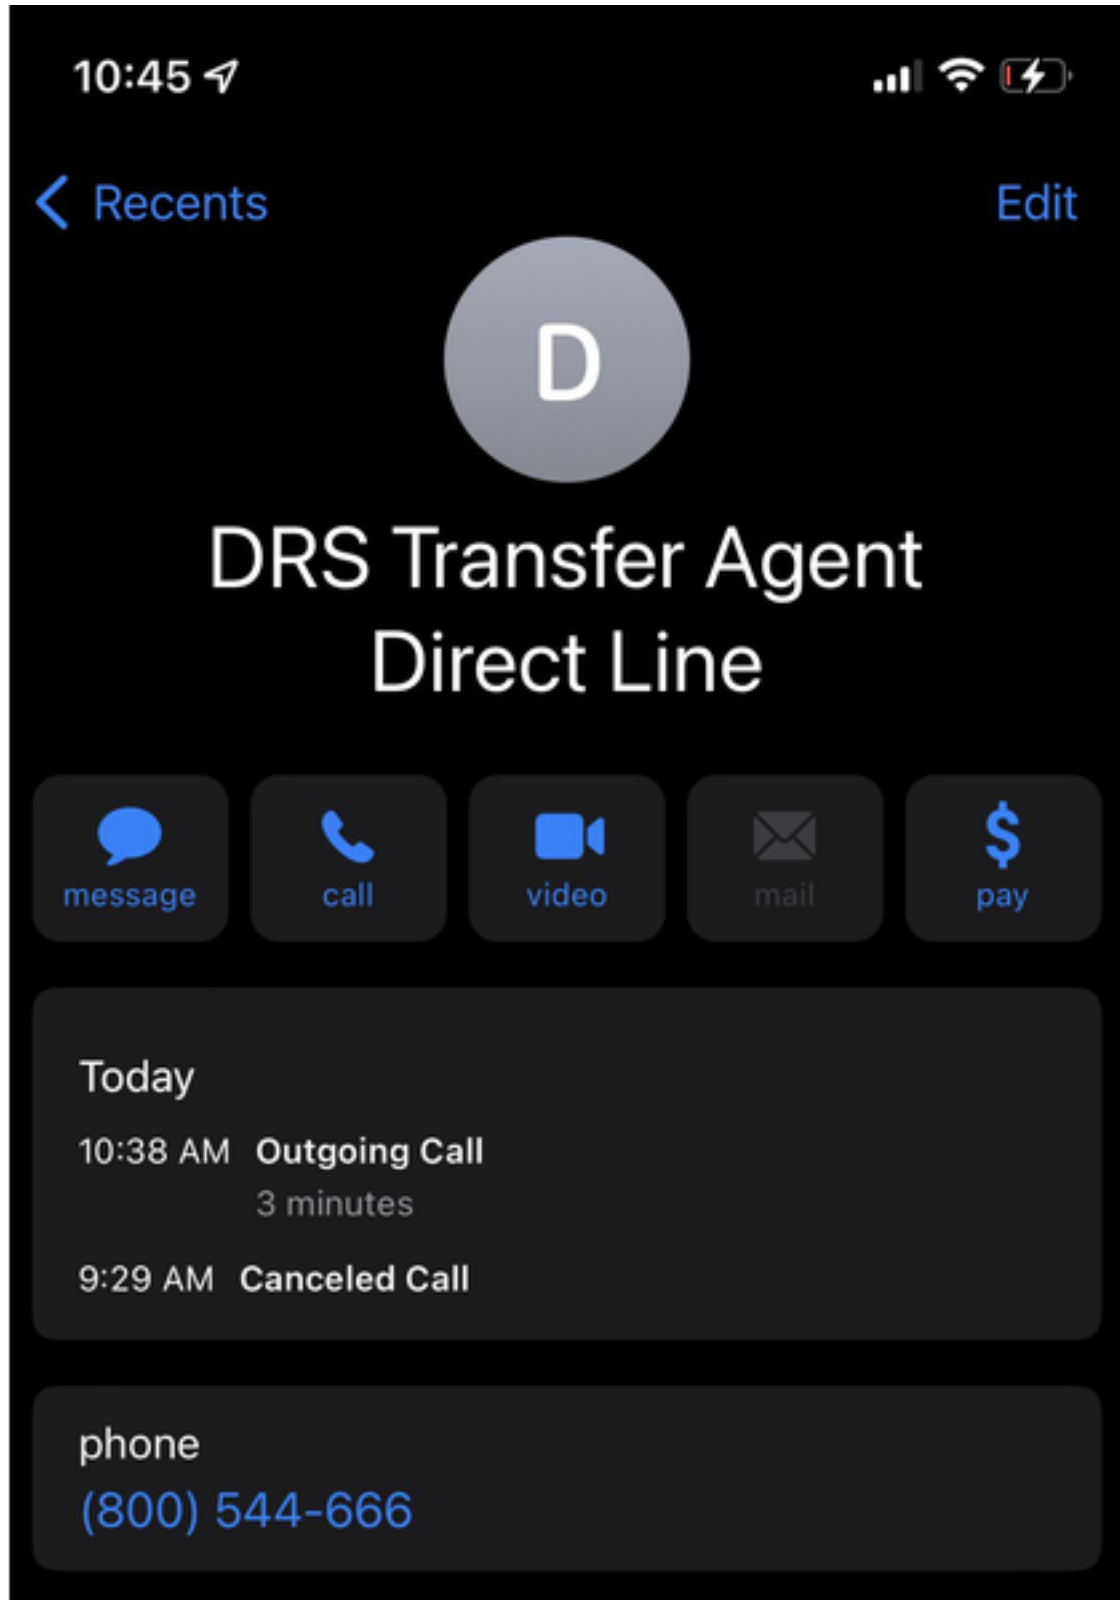 10:45
Recents
Edit
D
DRS Transfer Agent
Direct Line
message
call
video
mail
$
pay
Today
10:38 AM Outgoing Call
3 minutes
9:29 AM Canceled Call
phone
(800) 544-666